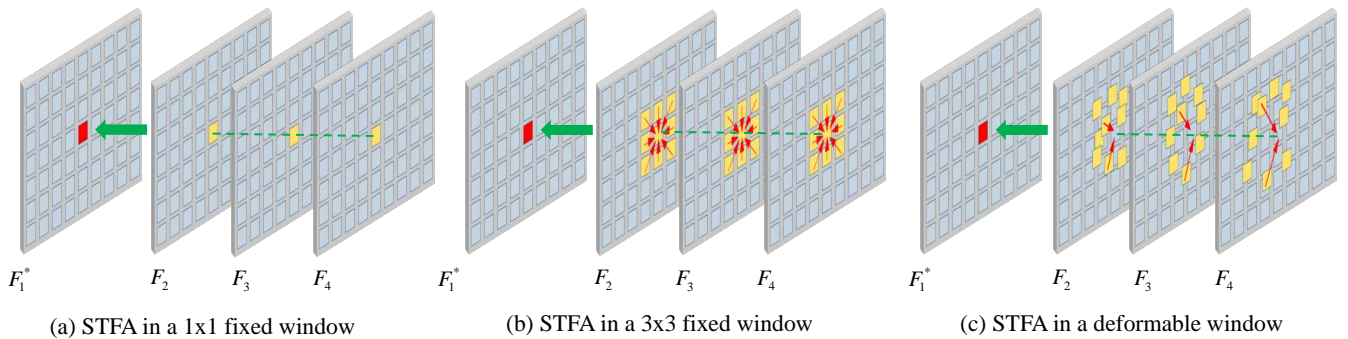 F₁* F₂ F₃ F₄ F₁* F₂ F₃ F₄ F₁* F₂ F₃ F₄
(a) STFA in a 1x1 fixed window (b) STFA in a 3x3 fixed window (c) STFA in a deformable window